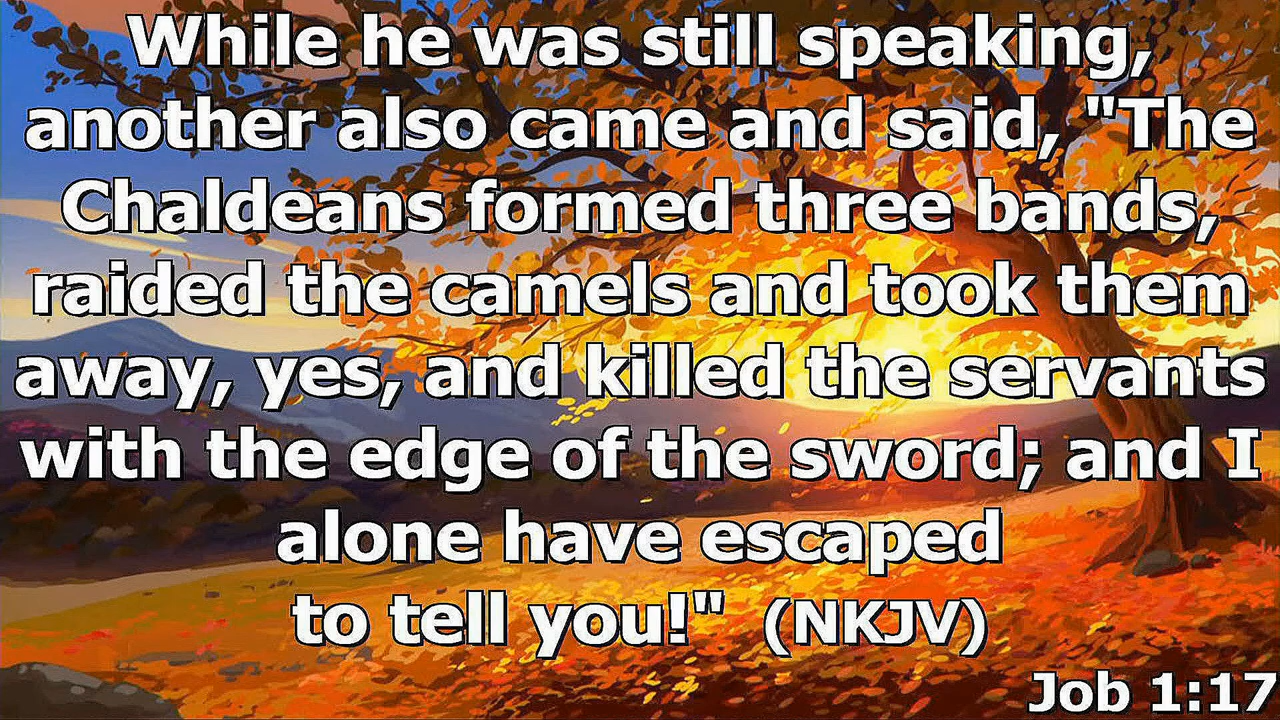 While he was still speaking,
another also came and said, "The
Chaldeans formed three bands,
raided the camels and took them
away, yes, and killed the servants
with the edge of the sword; and I
alone have escaped
to tell you!" (NKJV)
Job 1:17